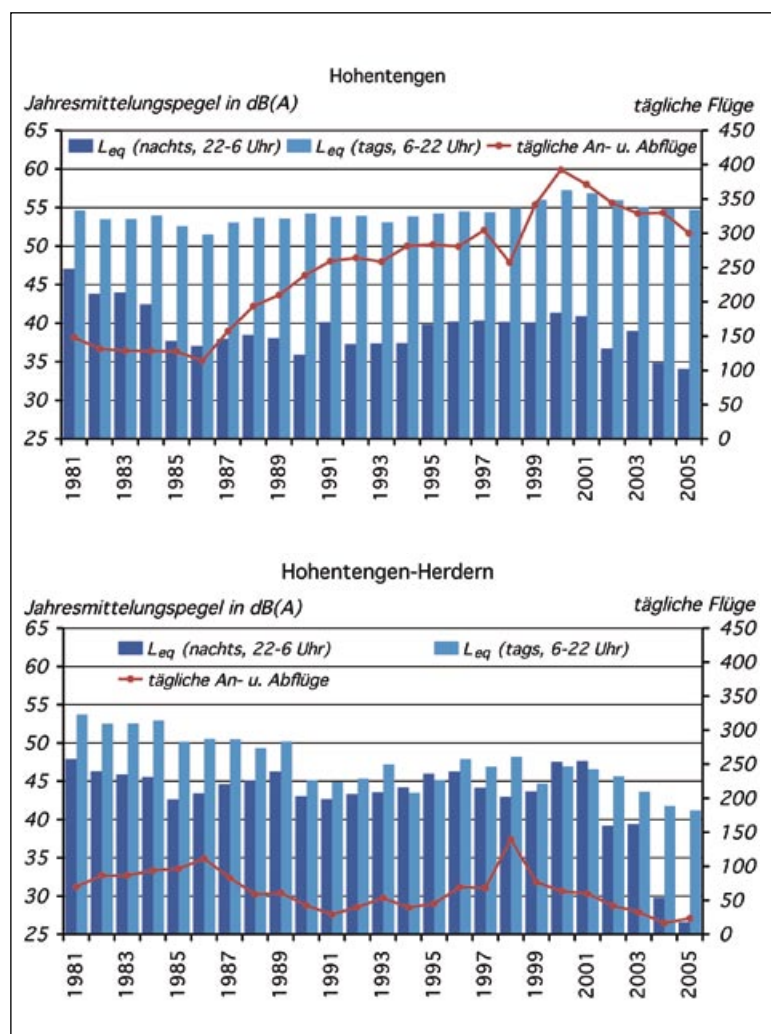 Hohentengen
Jahresmittelungspegel in dB(A) tägliche Flüge
65 450
Leq (nachts, 22-6 Uhr) Leq (tags, 6-22 Uhr) tägliche An- u. Abflüge
60 400
55 350
50 300
45 250
40 200
35 150
30 100
25 50
0
1981 1983 1985 1987 1989 1991 1993 1995 1997 1999 2001 2003 2005
Hohentengen-Herdern
Jahresmittelungspegel in dB(A) tägliche Flüge
65 450
Leq (nachts, 22-6 Uhr) Leq (tags, 6-22 Uhr)
60 400
tägliche An- u. Abflüge
55 350
50 300
45 250
40 200
35 150
30 100
25 50
0
1981 1983 1985 1987 1989 1991 1993 1995 1997 1999 2001 2003 2005